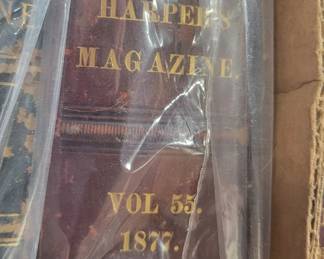 HARPER'S
MAGAZINE.
VOL 55.
1877.